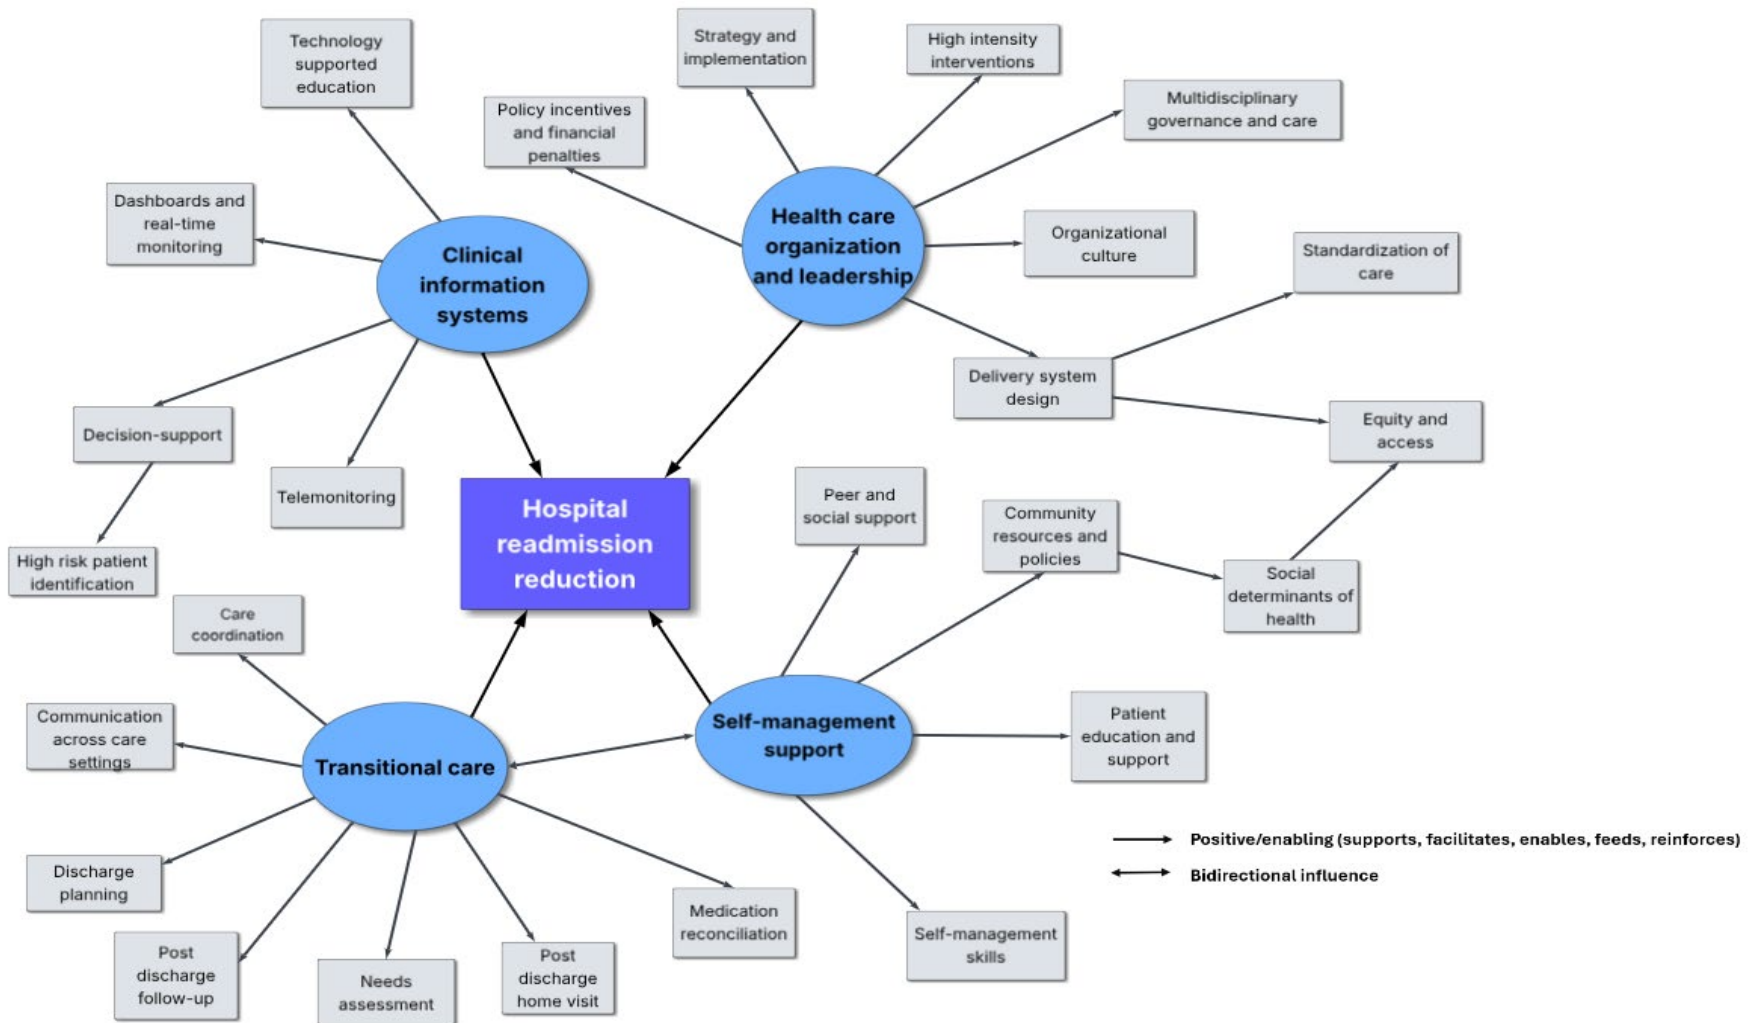 Technology
supported
education
Strategy and
implementation
High intensity
interventions
Policy incentives
and financial
penalties
Multidisciplinary
governance and care
Dashboards and
real-time
monitoring
Clinical
information
systems
Health care
organization
and leadership
Organizational
culture
Standardization of
care
Delivery system
design
Equity and
access
Decision-support
Telemonitoring
High risk patient
identification
Hospital
readmission
reduction
Peer and
social support
Community
resources and
policies
Social
determinants of
health
Care
coordination
Communication
across care
settings
Transitional care
Self-management
support
Patient
education and
support
Discharge
planning
Post
discharge
follow-up
Needs
assessment
Post
discharge
home visit
Medication
reconciliation
Self-management
skills
Positive/enabling (supports, facilitates, enables, feeds, reinforces)
Bidirectional influence